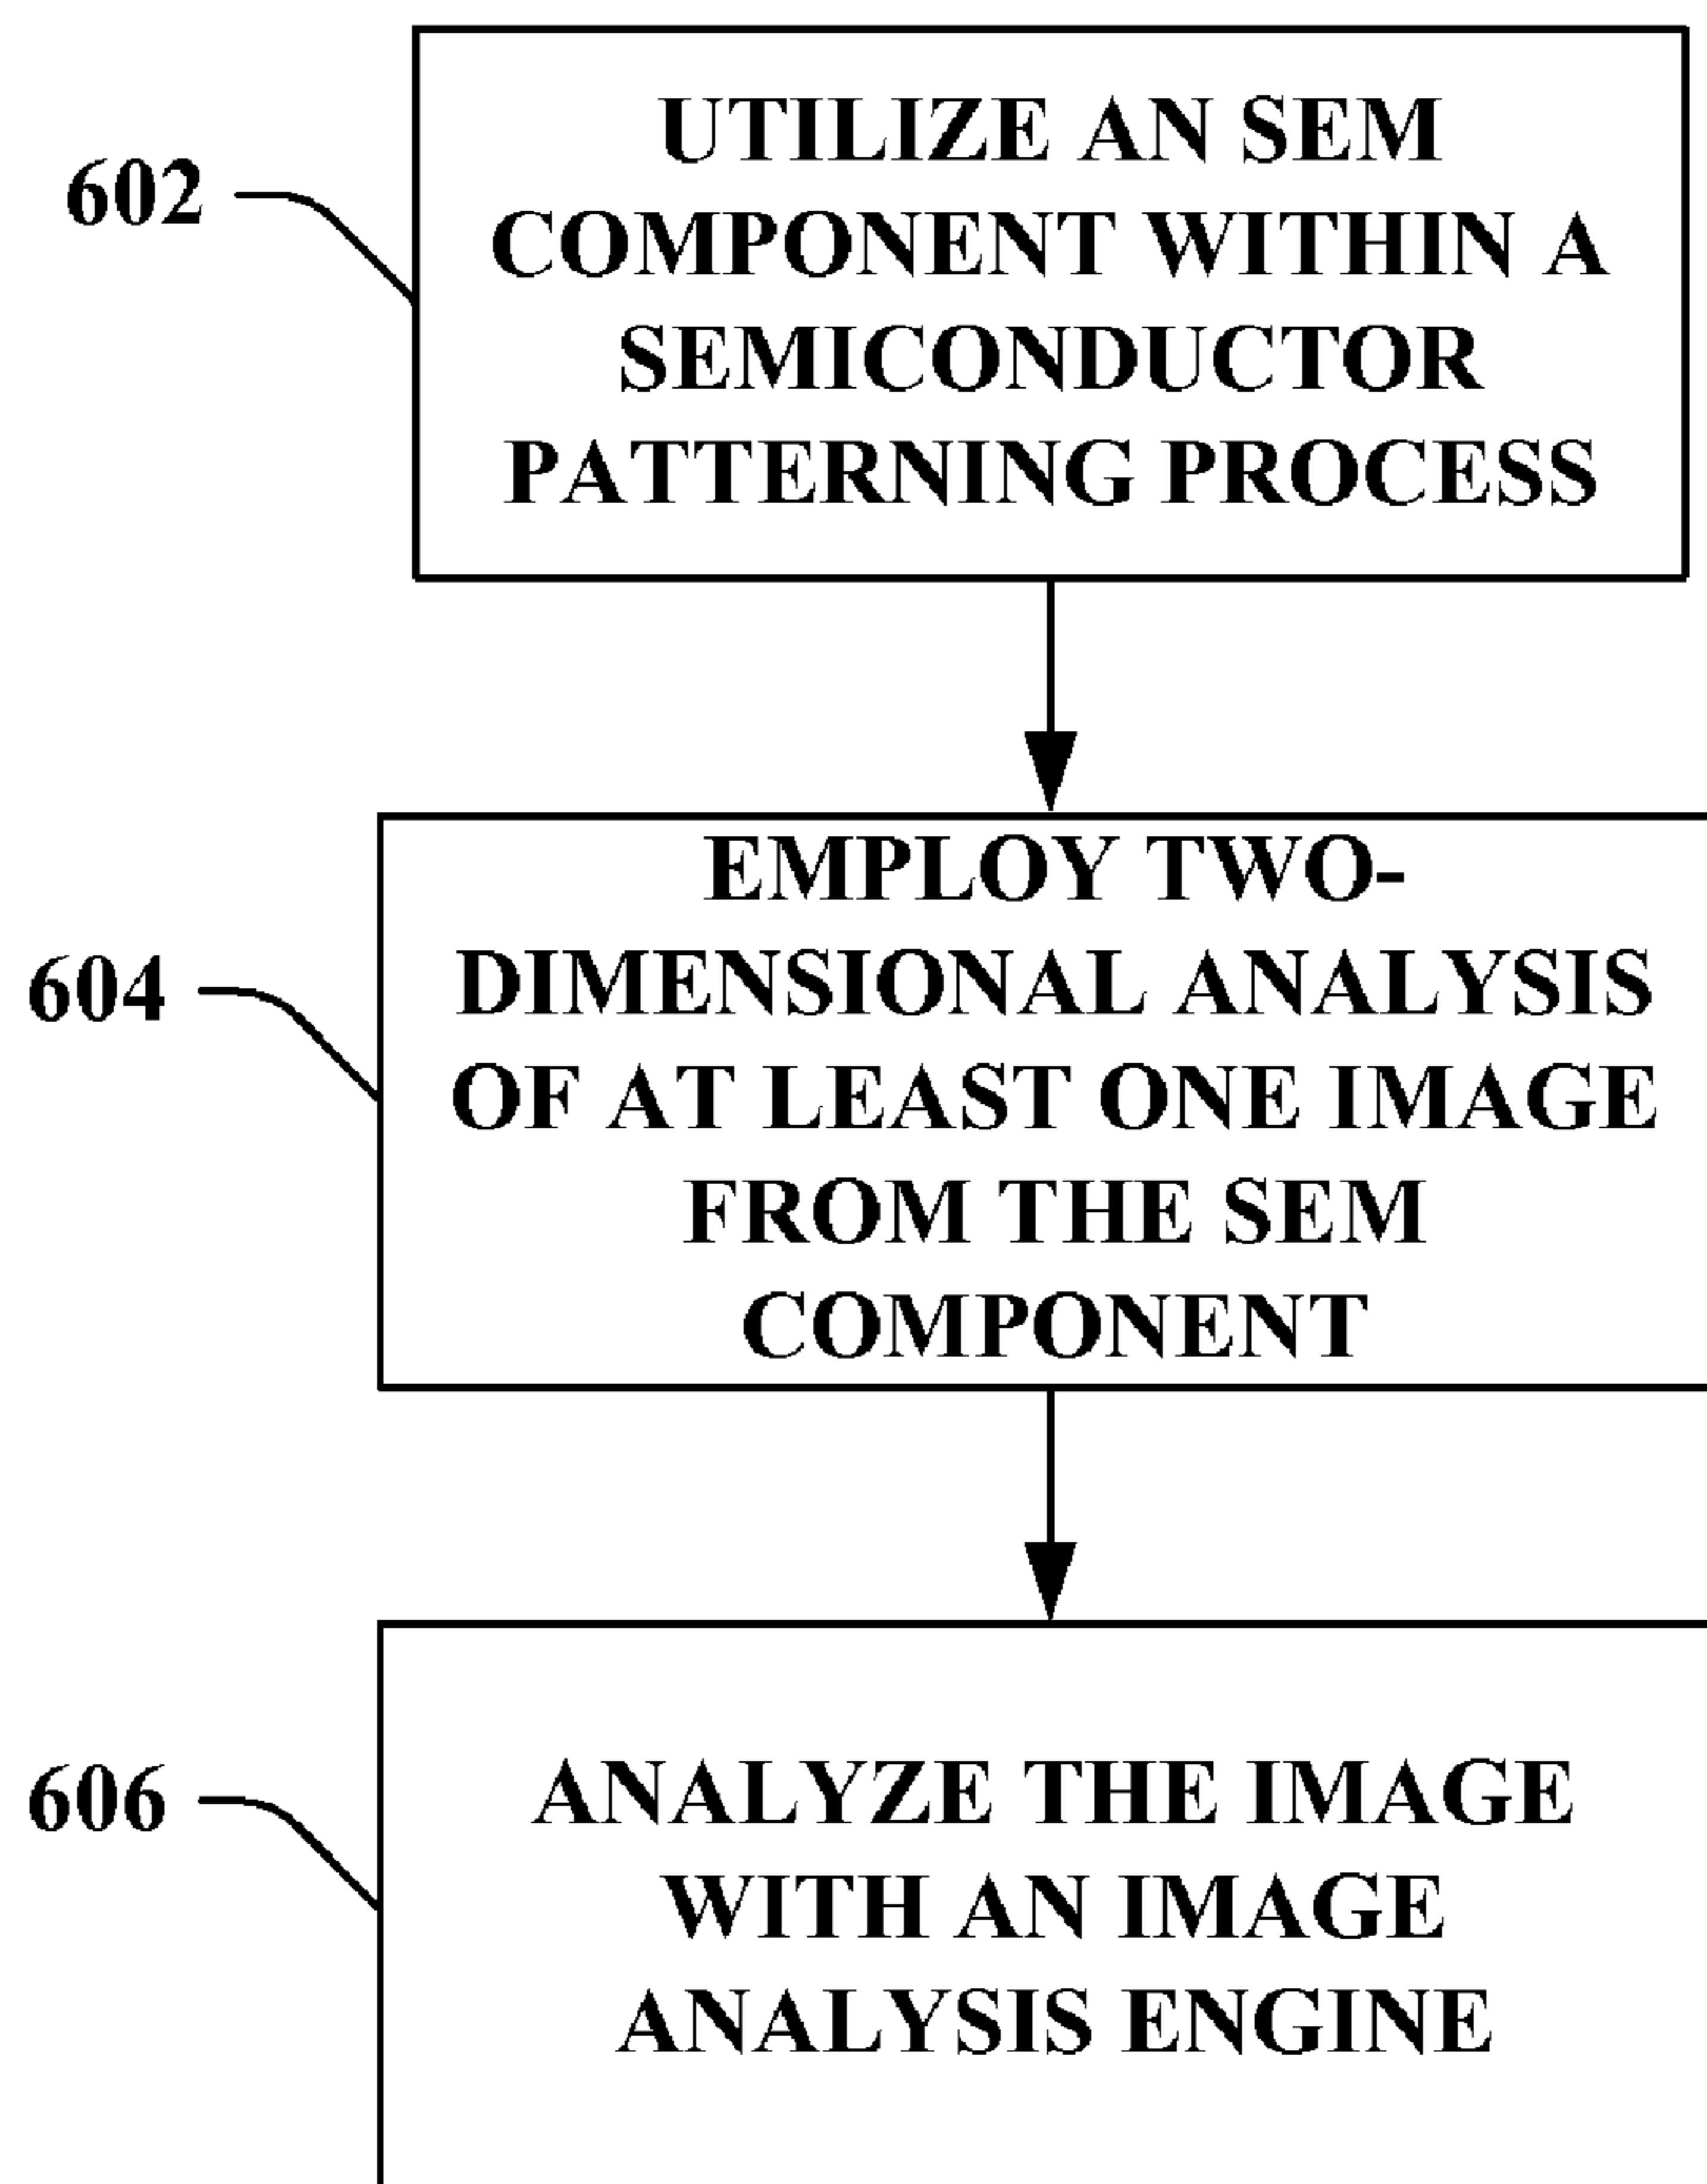 602
UTILIZE AN SEM
COMPONENT WITHIN A
SEMICONDUCTOR
PATTERNING PROCESS
604
EMPLOY TWO-
DIMENSIONAL ANALYSIS
OF AT LEAST ONE IMAGE
FROM THE SEM
COMPONENT
606
ANALYZE THE IMAGE
WITH AN IMAGE
ANALYSIS ENGINE